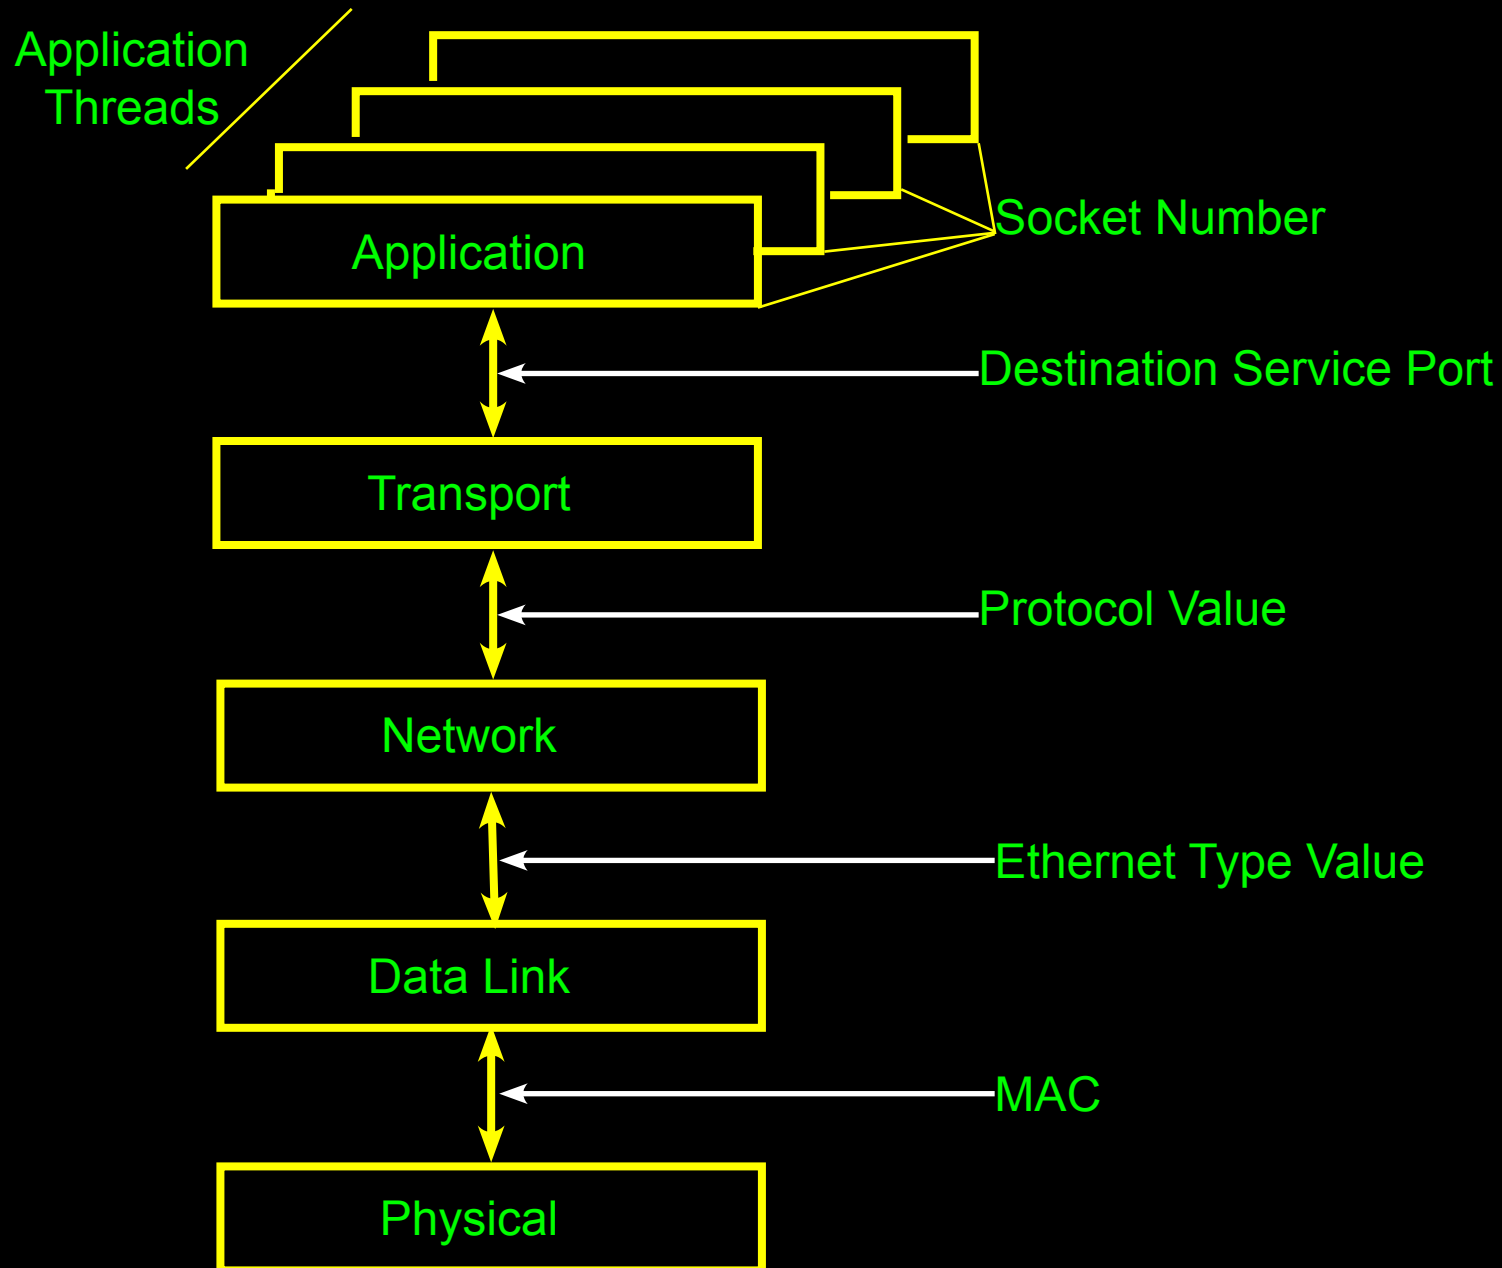 Application
Threads
Application
Socket Number
Destination Service Port
Transport
Protocol Value
Network
Ethernet Type Value
Data Link
MAC
Physical